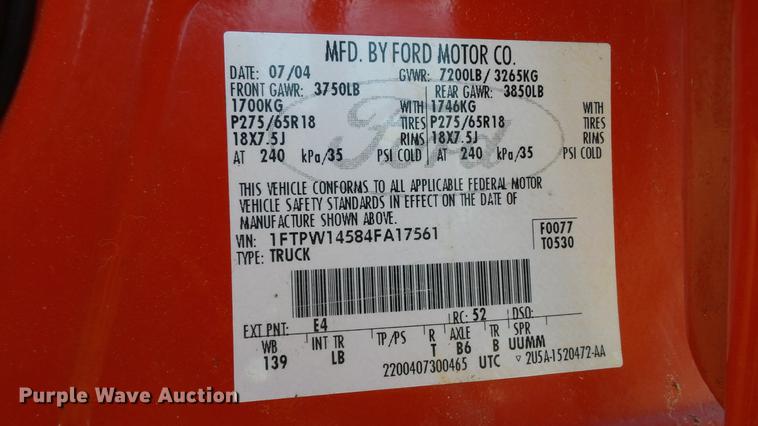 MFD. BY FORD MOTOR CO.
DATE: 07/04 GVWR: 7200LB/ 3265KG
FRONT GAWR: 3750LB REAR GAWR: 3850LB
1700KG WITH 1746KG WITH
P275/65R18 TIRES P275/65R18 TIRES
18X7.5J RIMS 18X7.5J RIMS
AT 240 kPa/35 PSI COLD AT 240 kPa/35 PSI COLD
Ford
THIS VEHICLE CONFORMS TO ALL APPLICABLE FEDERAL MOTOR
VEHICLE SAFETY STANDARDS IN EFFECT ON THE DATE OF
MANUFACTURE SHOWN ABOVE.
VIN: 1FTPW14584FA17561 F0077
TYPE: TRUCK T0530
EXT PNT: E4 RC: 52 DSO:
WB INT TR TP/PS R AXLE TR SPR
139 LB T B6 B UUMM
2200407300465 UTC ▽ 2U5A-1520472-AA
Purple Wave Auction